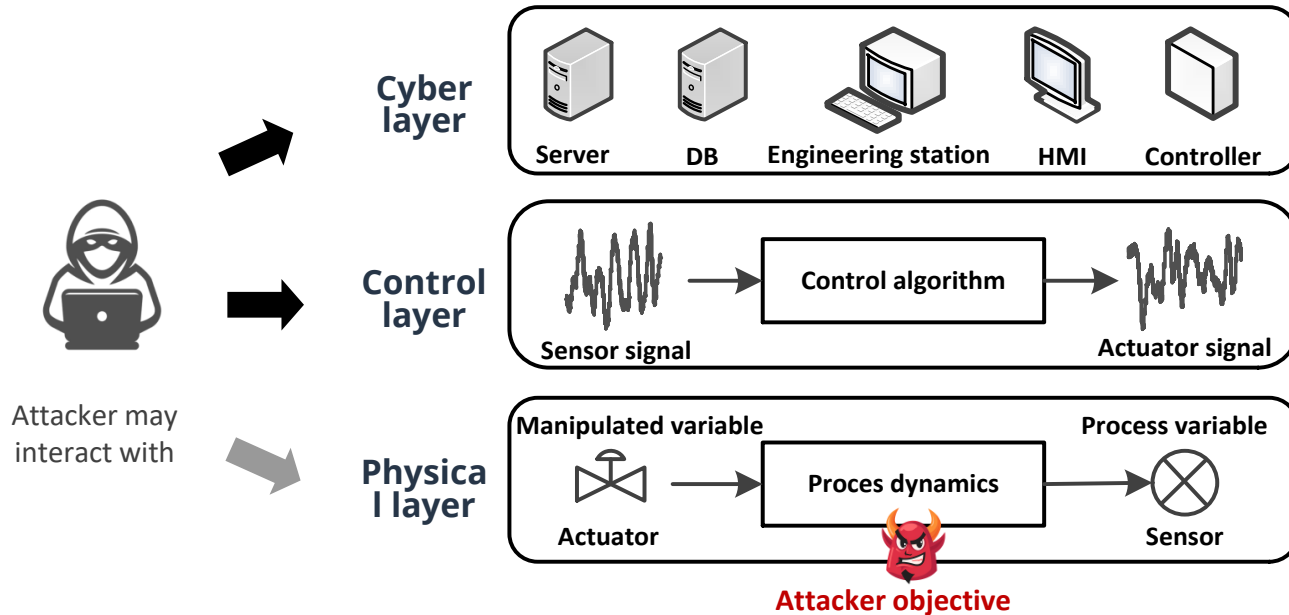 Cyber
layer
Server
DB
Engineering station
HMI
Controller
Control
layer
Sensor signal
Control algorithm
Actuator signal
Attacker may
interact with
Physica
l layer
Manipulated variable
Actuator
Proces dynamics
Process variable
Sensor
Attacker objective